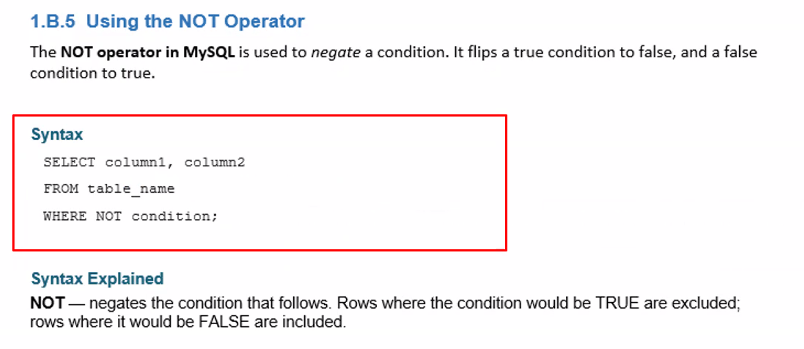 1.B.5 Using the NOT Operator
The NOT operator in MySQL is used to negate a condition. It flips a true condition to false, and a false
condition to true.
Syntax
SELECT column1, column2
FROM table_name
WHERE NOT condition;
Syntax Explained
NOT — negates the condition that follows. Rows where the condition would be TRUE are excluded;
rows where it would be FALSE are included.